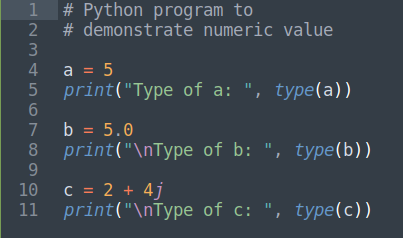 1 # Python program to
2 # demonstrate numeric value
3
4 a = 5
5 print("Type of a: ", type(a))
6
7 b = 5.0
8 print("\nType of b: ", type(b))
9
10 c = 2 + 4j
11 print("\nType of c: ", type(c))